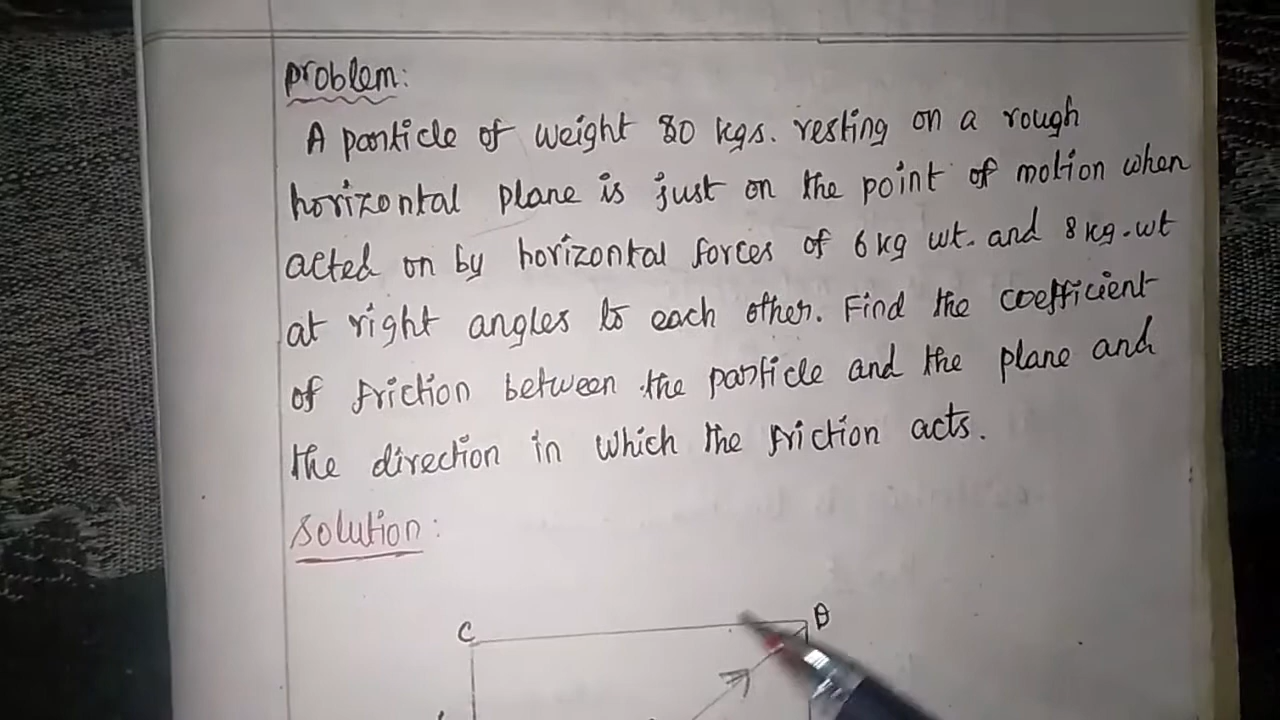 Problem:
A particle of weight 30 kgs. resting on a rough
horizontal plane is just on the point of motion when
acted on by horizontal forces of 6 kg wt. and 8 kg.wt
at right angles to each other. Find the coefficient
of friction between the particle and the plane and
the direction in which the friction acts.
Solution:
C